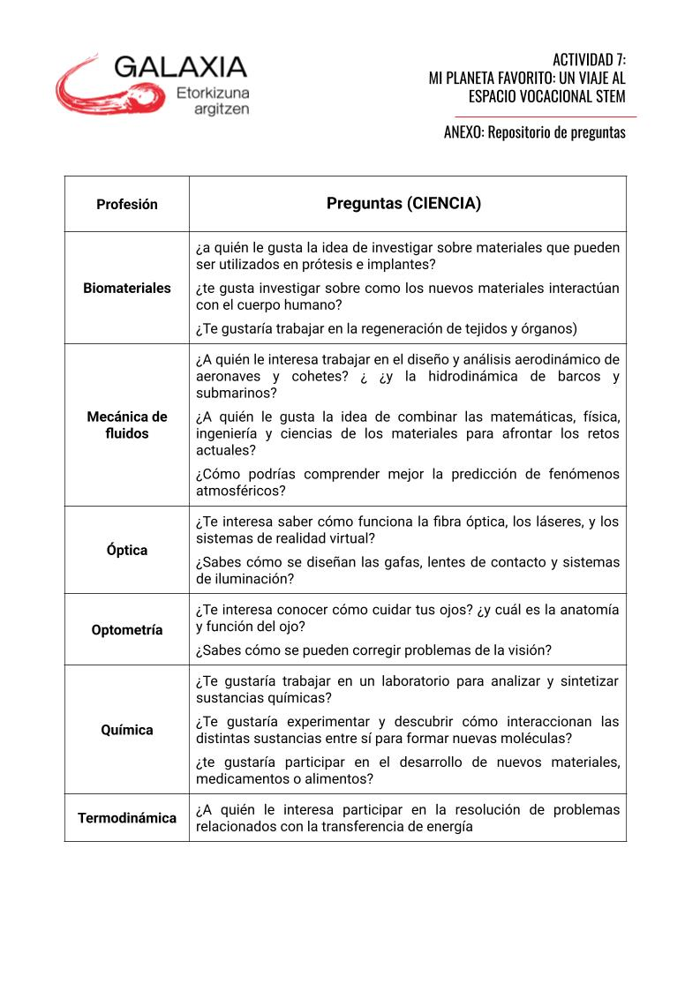 GALAXIA
Etorkizuna
argitzen
ACTIVIDAD 7:
MI PLANETA FAVORITO: UN VIAJE AL
ESPACIO VOCACIONAL STEM
ANEXO: Repositorio de preguntas
Profesión
Preguntas (CIENCIA)
Biomateriales
¿a quién le gusta la idea de investigar sobre materiales que pueden
ser utilizados en prótesis e implantes?
¿te gusta investigar sobre como los nuevos materiales interactúan
con el cuerpo humano?
¿Te gustaría trabajar en la regeneración de tejidos y órganos)
Mecánica de
fluidos
¿A quién le interesa trabajar en el diseño y análisis aerodinámico de
aeronaves y cohetes? ¿ ¿y la hidrodinámica de barcos y
submarinos?
¿A quién le gusta la idea de combinar las matemáticas, física,
ingeniería y ciencias de los materiales para afrontar los retos
actuales?
¿Cómo podrías comprender mejor la predicción de fenómenos
atmosféricos?
Óptica
¿Te interesa saber cómo funciona la fibra óptica, los láseres, y los
sistemas de realidad virtual?
¿Sabes cómo se diseñan las gafas, lentes de contacto y sistemas
de iluminación?
Optometría
¿Te interesa conocer cómo cuidar tus ojos? ¿y cuál es la anatomía
y función del ojo?
¿Sabes cómo se pueden corregir problemas de la visión?
Química
¿Te gustaría trabajar en un laboratorio para analizar y sintetizar
sustancias químicas?
¿Te gustaría experimentar y descubrir cómo interaccionan las
distintas sustancias entre sí para formar nuevas moléculas?
¿te gustaría participar en el desarrollo de nuevos materiales,
medicamentos o alimentos?
Termodinámica
¿A quién le interesa participar en la resolución de problemas
relacionados con la transferencia de energía